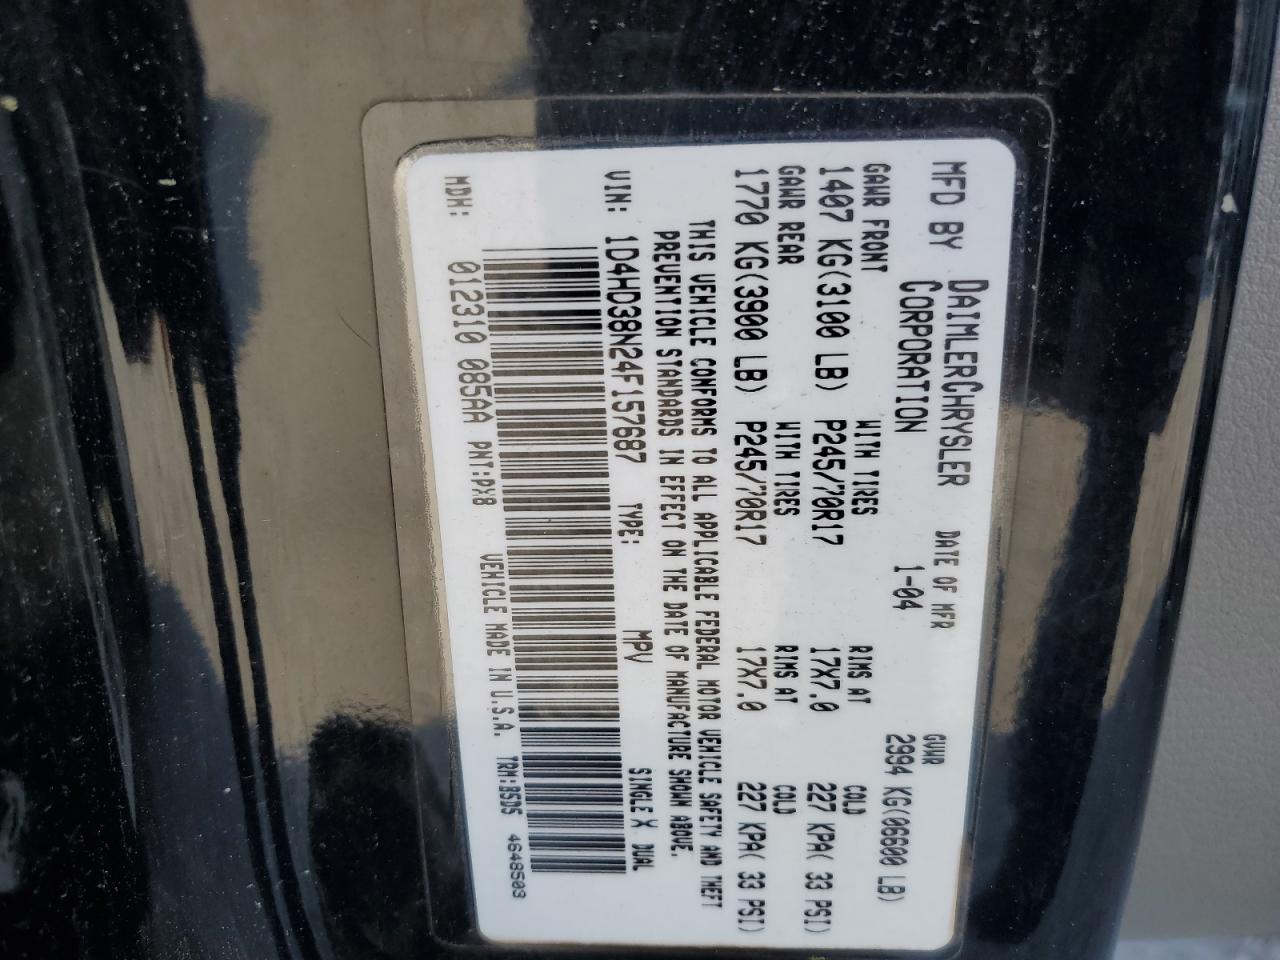 MFD BY DAIMLERCHRYSLER CORPORATION
DATE OF MFR 1-04
GVWR 2994 KG(06600 LB)
GAWR FRONT WITH TIRES RIMS AT COLD
1407 KG(3100 LB) P245/70R17 17X7.0 227 KPA( 33 PSI)
GAWR REAR WITH TIRES RIMS AT COLD
1770 KG(3900 LB) P245/70R17 17X7.0 227 KPA( 33 PSI)
THIS VEHICLE CONFORMS TO ALL APPLICABLE FEDERAL MOTOR VEHICLE SAFETY AND THEFT
PREVENTION STANDARDS IN EFFECT ON THE DATE OF MANUFACTURE SHOWN ABOVE.
VIN: 1D4HD38N24F157687 TYPE: MPV SINGLE X DUAL
MDH: 012310 085AA PNT:PX8 VEHICLE MADE IN U.S.A. TRM:B5D5 4648503